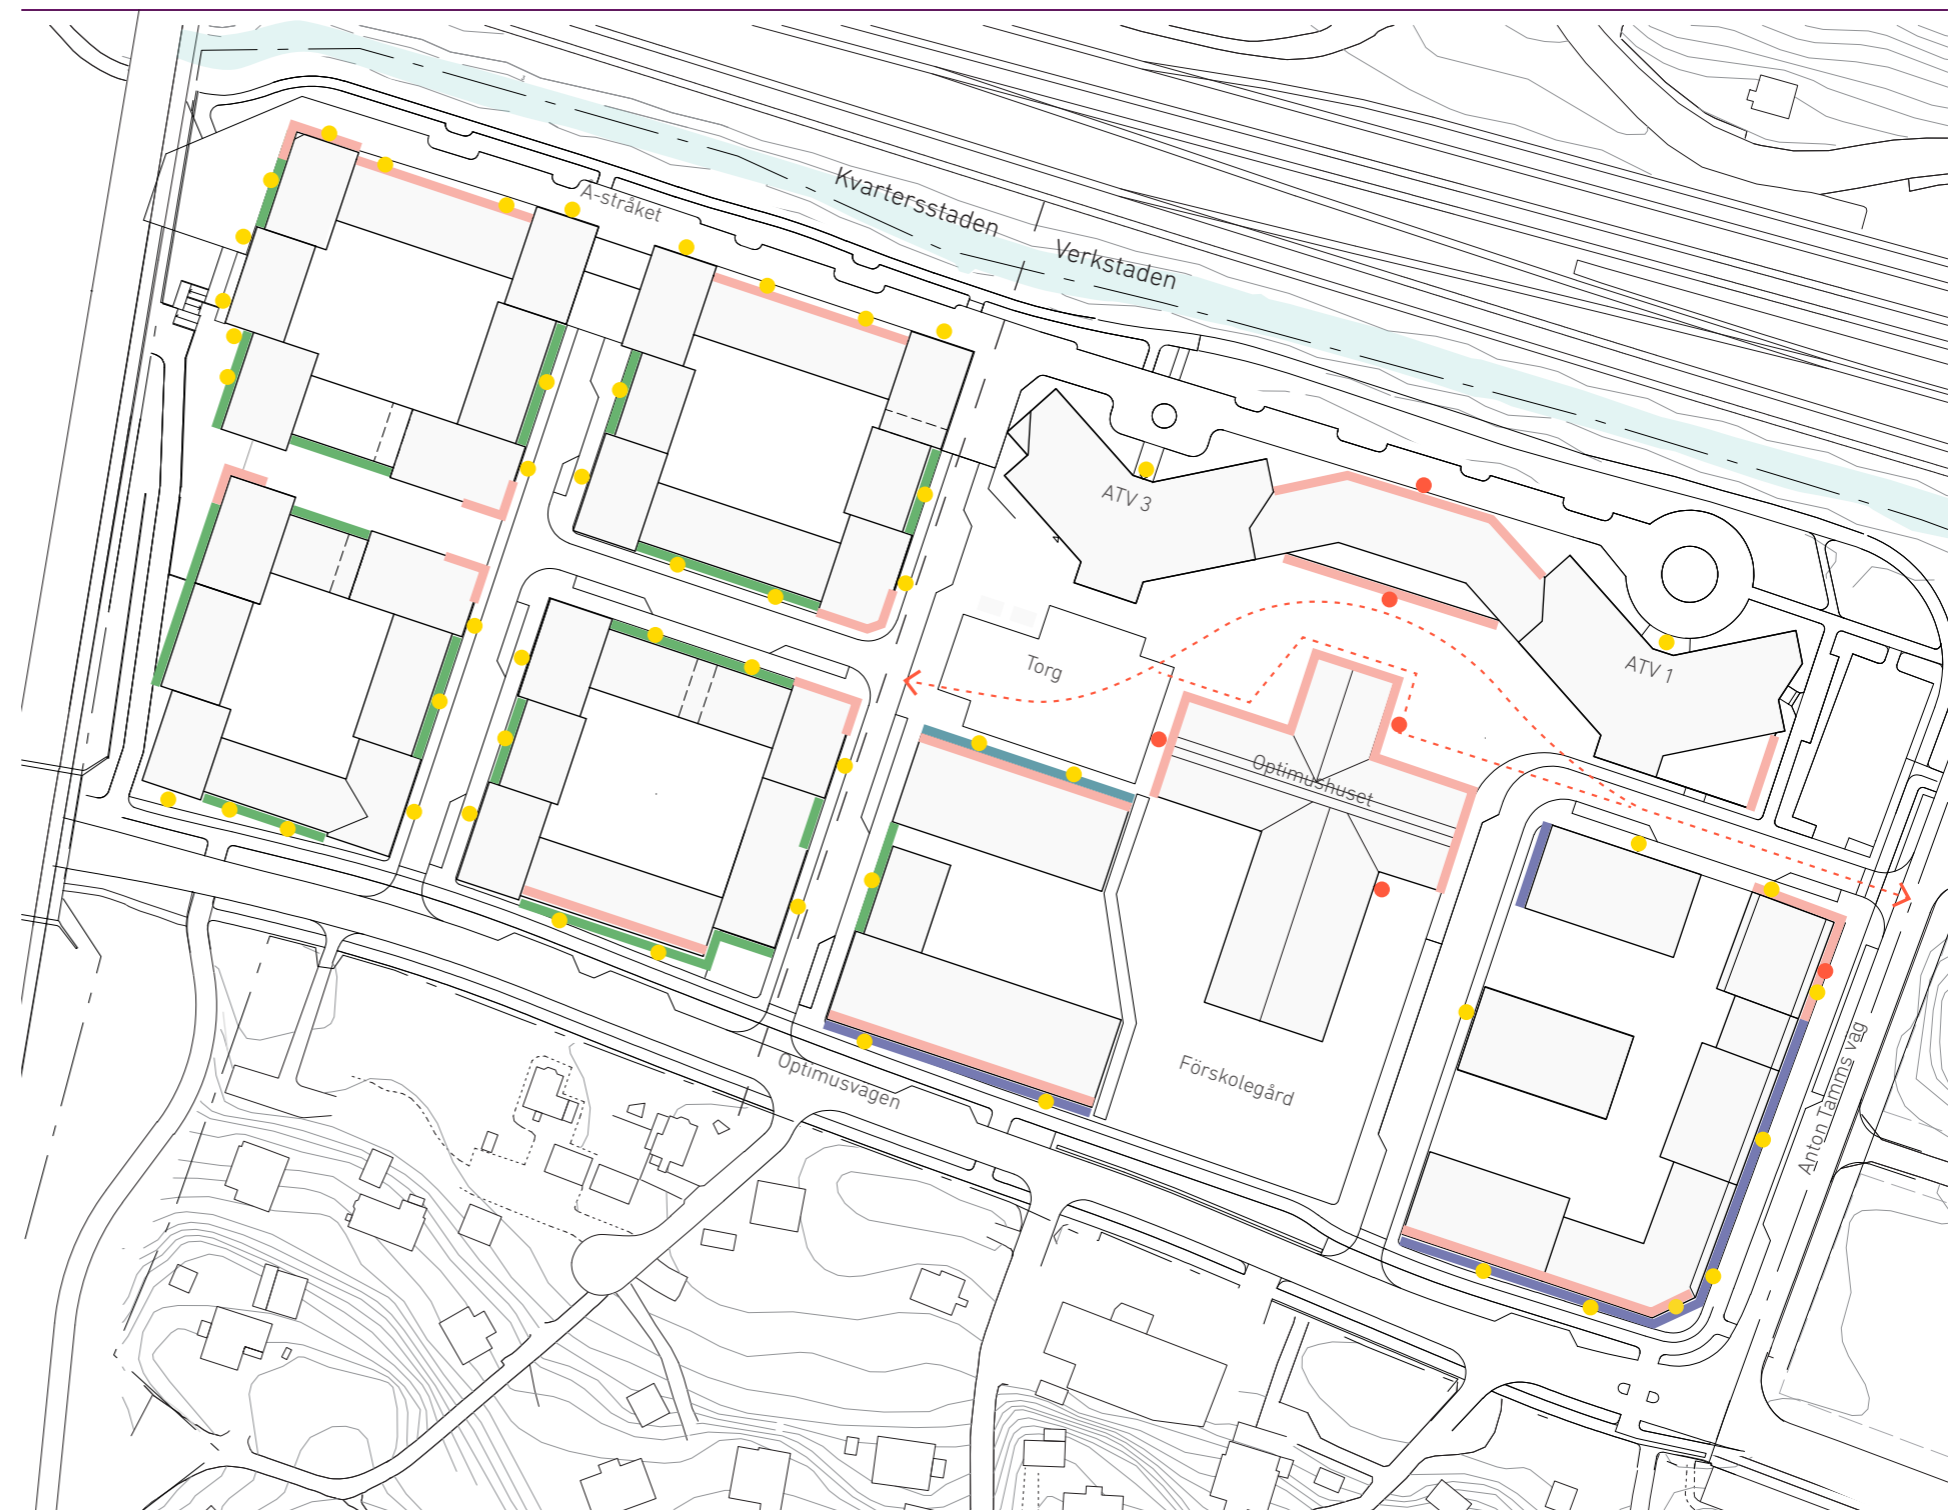 Kvartersstaden
Å-stråket
Verkstaden
ATV 3
Torg
ATV 1
Optimushuset
Anton Tamms väg
Optimusvägen
Förskolegård